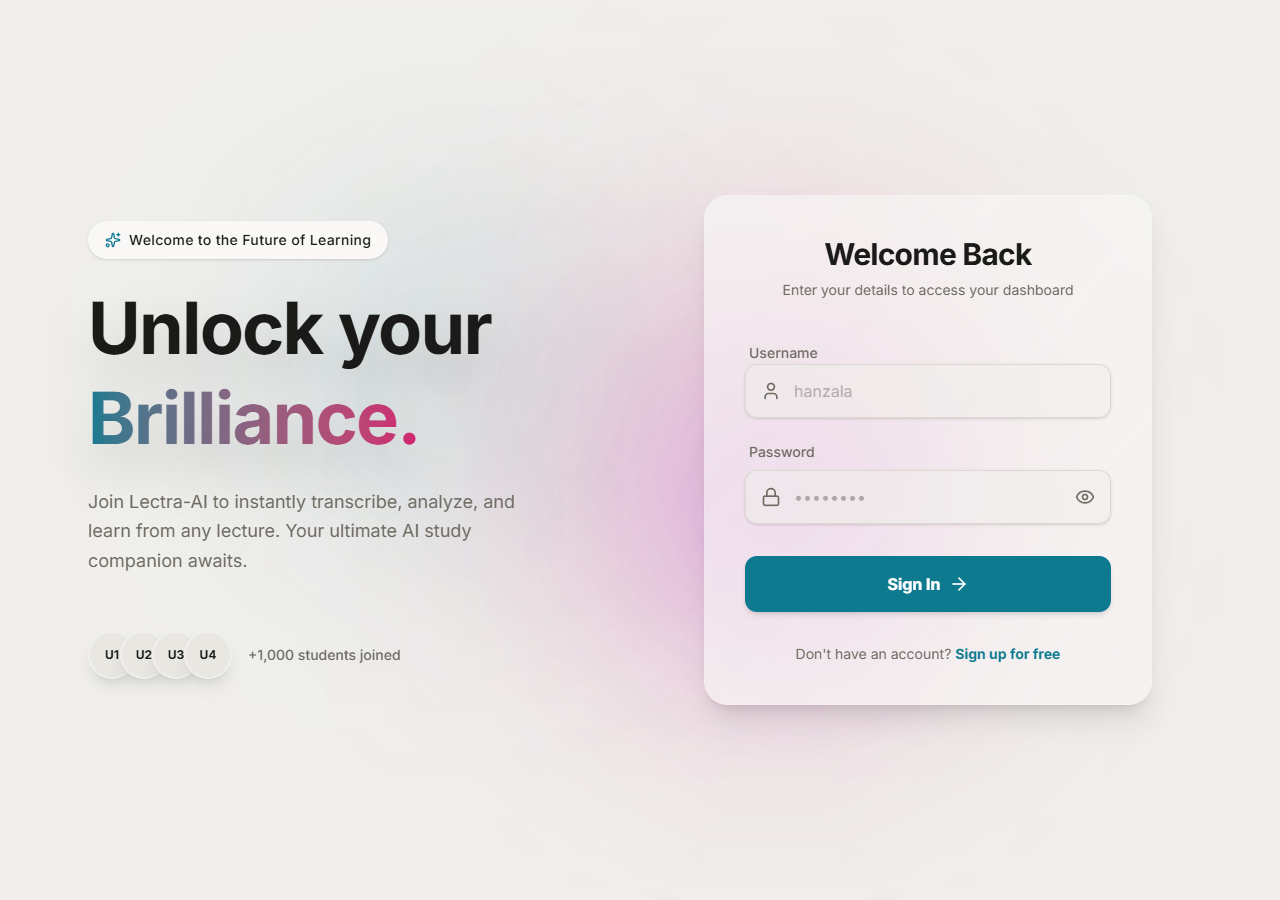 Welcome to the Future of Learning
Unlock your
Brilliance.
Join Lectra-AI to instantly transcribe, analyze, and
learn from any lecture. Your ultimate AI study
companion awaits.
U1 U2 U3 U4 +1,000 students joined
Welcome Back
Enter your details to access your dashboard
Username
hanzala
Password
••••••••
Sign In
Don't have an account? Sign up for free